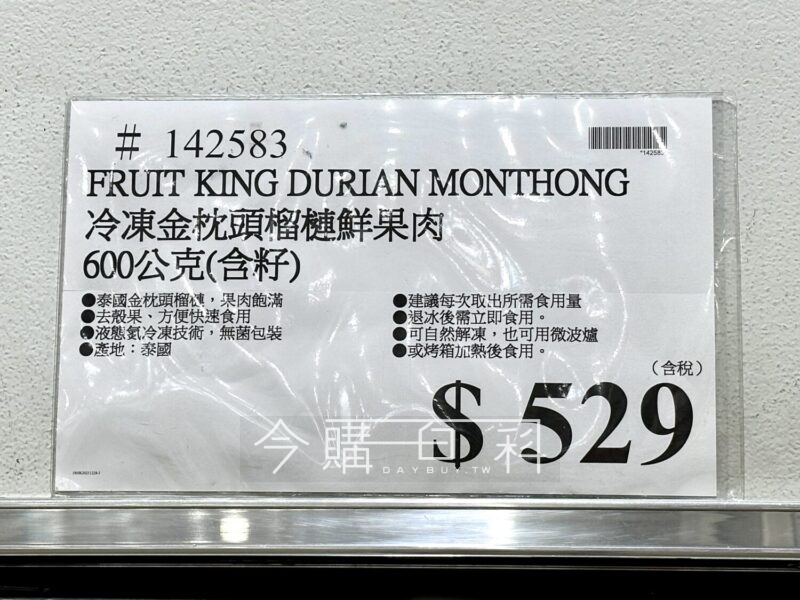 # 142583
*142583
FRUIT KING DURIAN MONTHONG
冷凍金枕頭榴槤鮮果肉
600公克(含籽)
●泰國金枕頭榴槤，果肉飽滿
●去殼果、方便快速食用
●液態氮冷凍技術，無菌包裝
●產地：泰國
●建議每次取出所需食用量
●退冰後需立即食用。
●可自然解凍，也可用微波爐
●或烤箱加熱後食用。
（含稅）
$ 529
今購百科
DAYBUY.TW